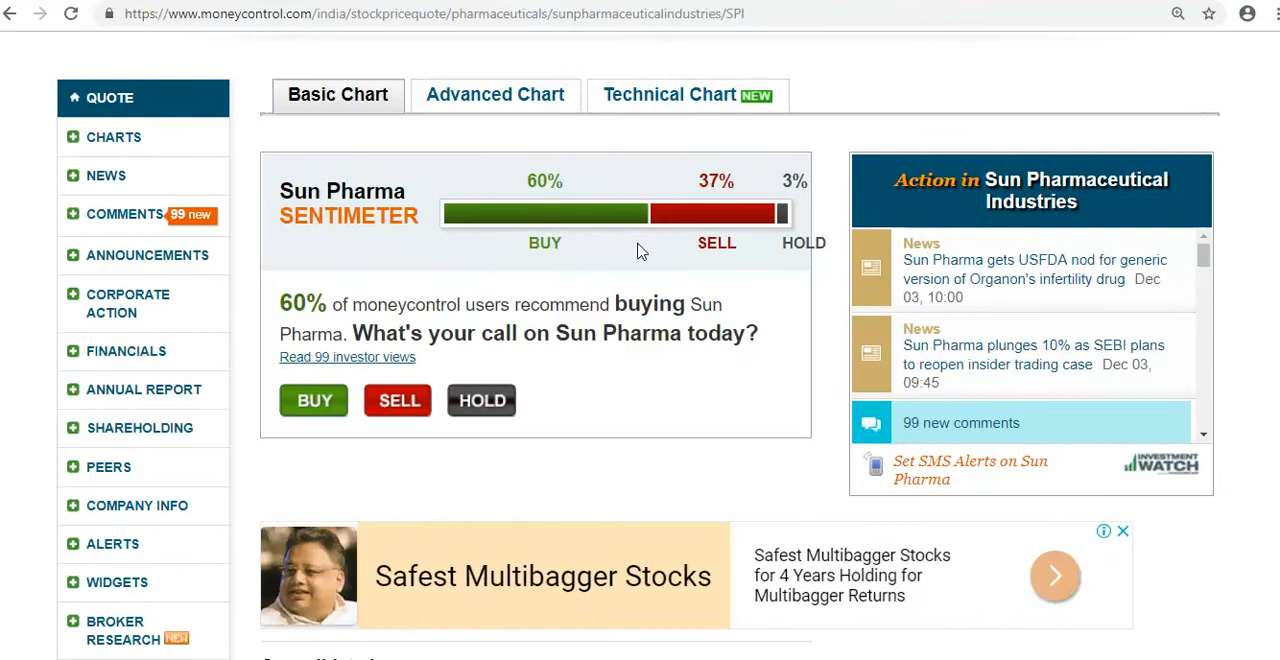 https://www.moneycontrol.com/india/stockpricequote/pharmaceuticals/sunpharmaceuticalindustries/SPI
QUOTE
CHARTS
NEWS
COMMENTS 99 new
ANNOUNCEMENTS
CORPORATE
ACTION
FINANCIALS
ANNUAL REPORT
SHAREHOLDING
PEERS
COMPANY INFO
ALERTS
WIDGETS
BROKER
RESEARCH NEW
Basic Chart
Advanced Chart
Technical Chart NEW
Sun Pharma
SENTIMETER
60% 37% 3%
BUY SELL HOLD
60% of moneycontrol users recommend buying Sun
Pharma. What's your call on Sun Pharma today?
Read 99 investor views
BUY SELL HOLD
Action in Sun Pharmaceutical
Industries
News
Sun Pharma gets USFDA nod for generic
version of Organon's infertility drug Dec
03, 10:00
News
Sun Pharma plunges 10% as SEBI plans
to reopen insider trading case Dec 03,
09:45
99 new comments
Set SMS Alerts on Sun
Pharma
INVESTMENT
WATCH
Safest Multibagger Stocks
Safest Multibagger Stocks
for 4 Years Holding for
Multibagger Returns